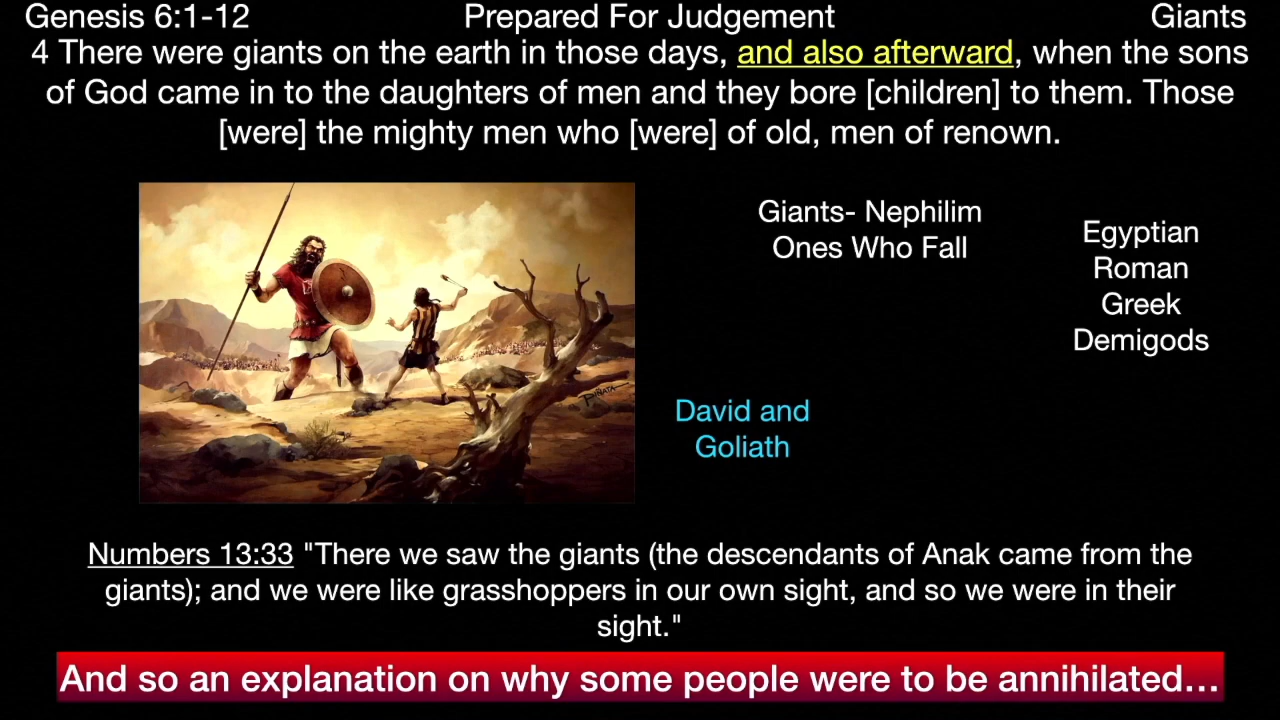 Genesis 6:1-12
Prepared For Judgement
Giants
4 There were giants on the earth in those days, and also afterward, when the sons
of God came in to the daughters of men and they bore [children] to them. Those
[were] the mighty men who [were] of old, men of renown.
Giants- Nephilim
Ones Who Fall
Egyptian
Roman
Greek
Demigods
PIÑATA
David and
Goliath
Numbers 13:33 "There we saw the giants (the descendants of Anak came from the
giants); and we were like grasshoppers in our own sight, and so we were in their
sight."
And so an explanation on why some people were to be annihilated...